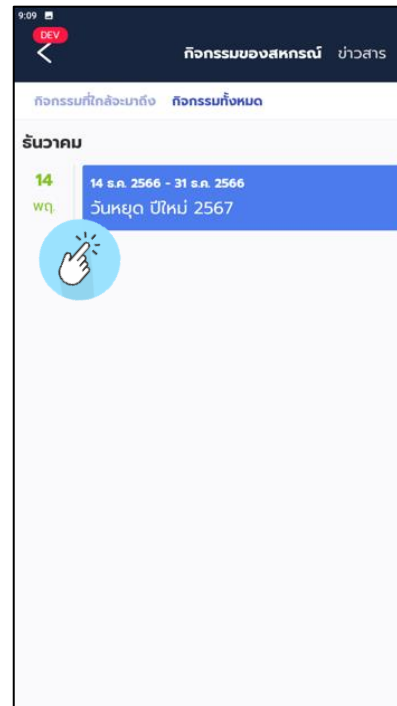 9:09
DEV
กิจกรรมของสหกรณ์ ข่าวสาร
กิจกรรมที่ใกล้จะมาถึง กิจกรรมทั้งหมด
ธันวาคม
14 14 ธ.ค. 2566 - 31 ธ.ค. 2566
พฤ. วันหยุด ปีใหม่ 2567